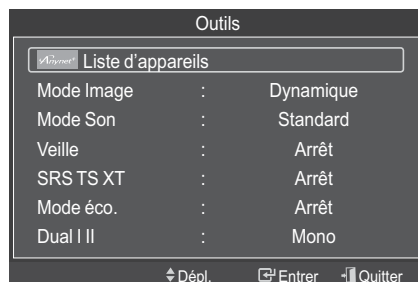 Outils
Anynet+ Liste d'appareils
Mode Image : Dynamique
Mode Son : Standard
Veille : Arrêt
SRS TS XT : Arrêt
Mode éco. : Arrêt
Dual I II : Mono
Dépl. Entrer Quitter